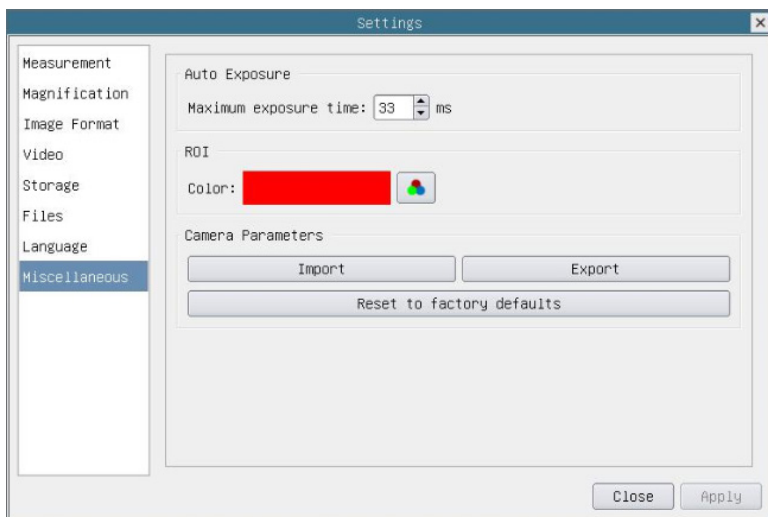 Settings
Measurement
Magnification
Image Format
Video
Storage
Files
Language
Miscellaneous
Auto Exposure
Maximum exposure time: 33 ms
ROI
Color:
Camera Parameters
Import Export
Reset to factory defaults
Close Apply